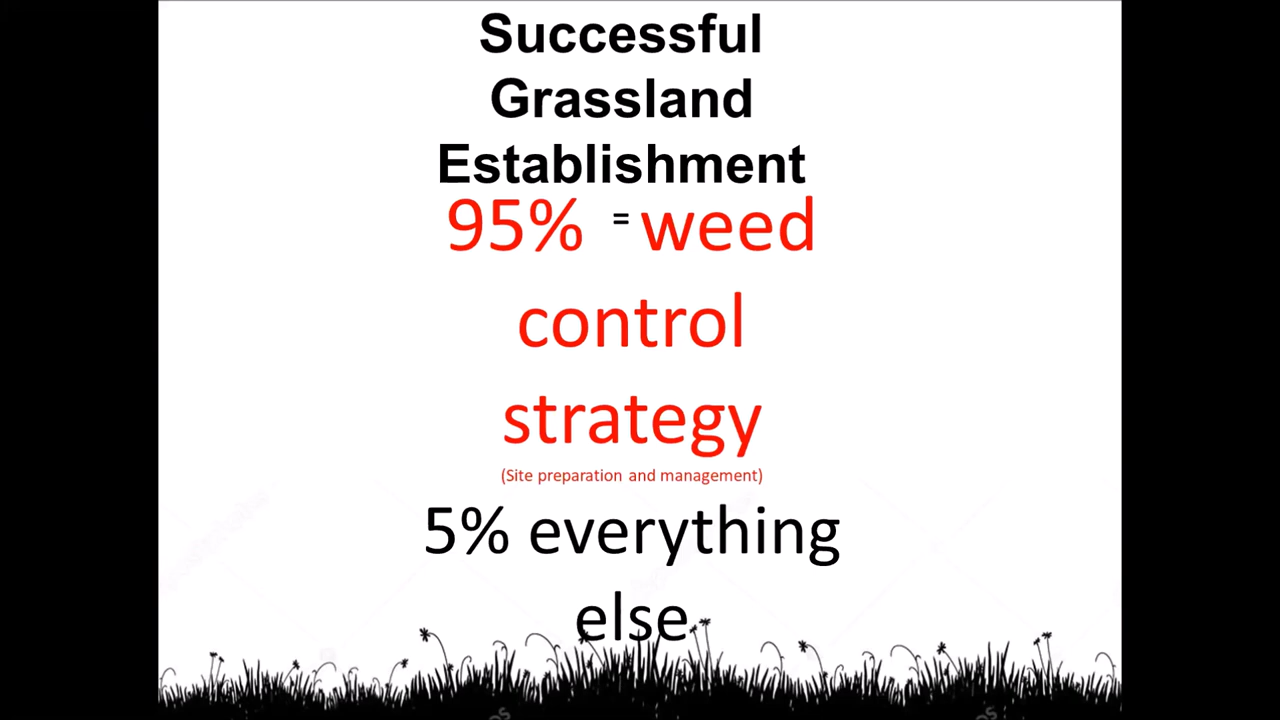 Successful
Grassland
Establishment
95% = weed
control
strategy
(Site preparation and management)
5% everything
else